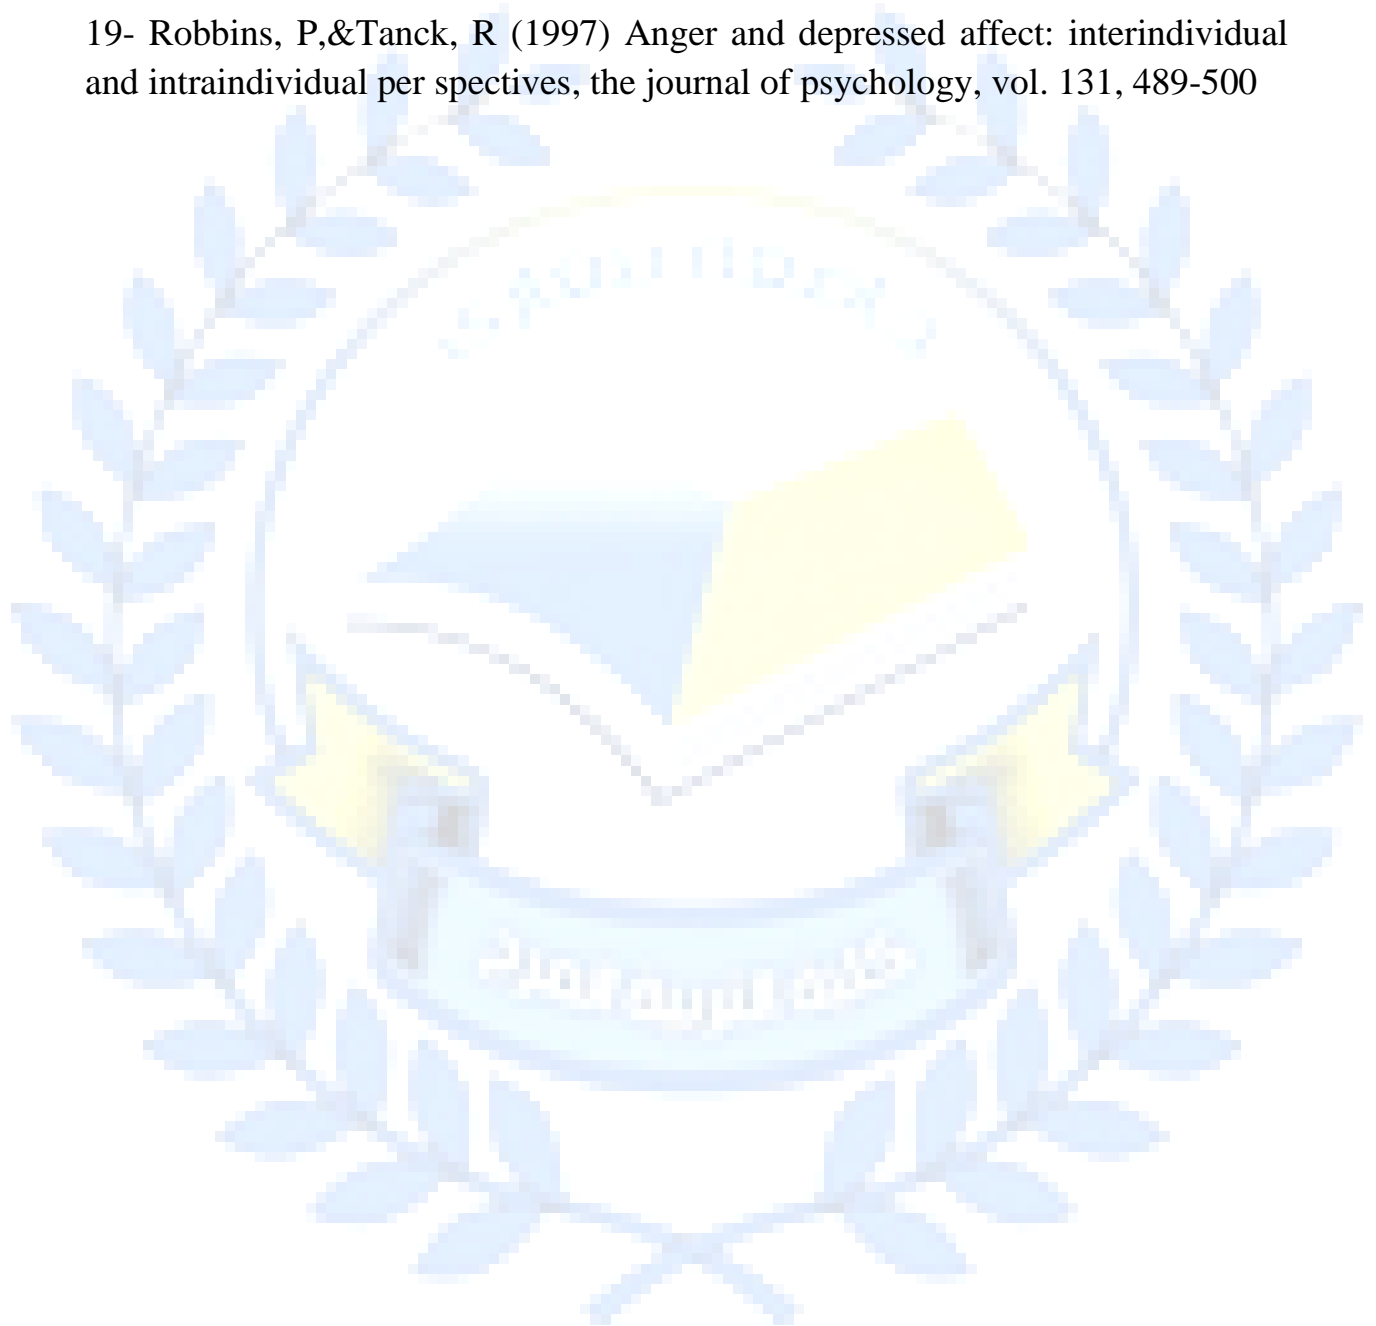 19- Robbins, P,&Tanck, R (1997) Anger and depressed affect: interindividual
and intraindividual per spectives, the journal of psychology, vol. 131, 489-500